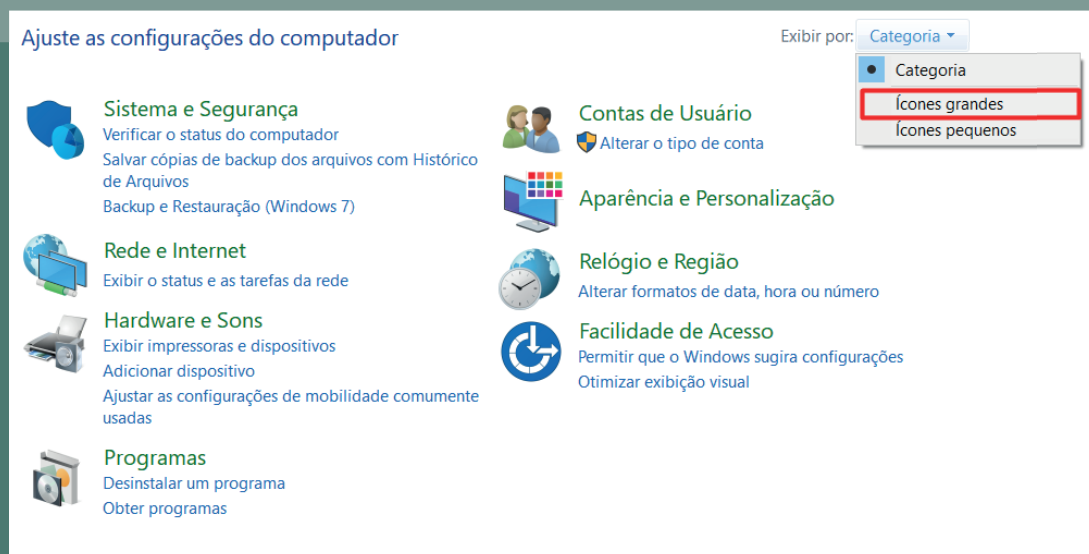 Ajuste as configurações do computador
Exibir por: Categoria
Categoria
Ícones grandes
Ícones pequenos
Sistema e Segurança
Verificar o status do computador
Salvar cópias de backup dos arquivos com Histórico
de Arquivos
Backup e Restauração (Windows 7)
Rede e Internet
Exibir o status e as tarefas da rede
Hardware e Sons
Exibir impressoras e dispositivos
Adicionar dispositivo
Ajustar as configurações de mobilidade comumente
usadas
Programas
Desinstalar um programa
Obter programas
Contas de Usuário
Alterar o tipo de conta
Aparência e Personalização
Relógio e Região
Alterar formatos de data, hora ou número
Facilidade de Acesso
Permitir que o Windows sugira configurações
Otimizar exibição visual